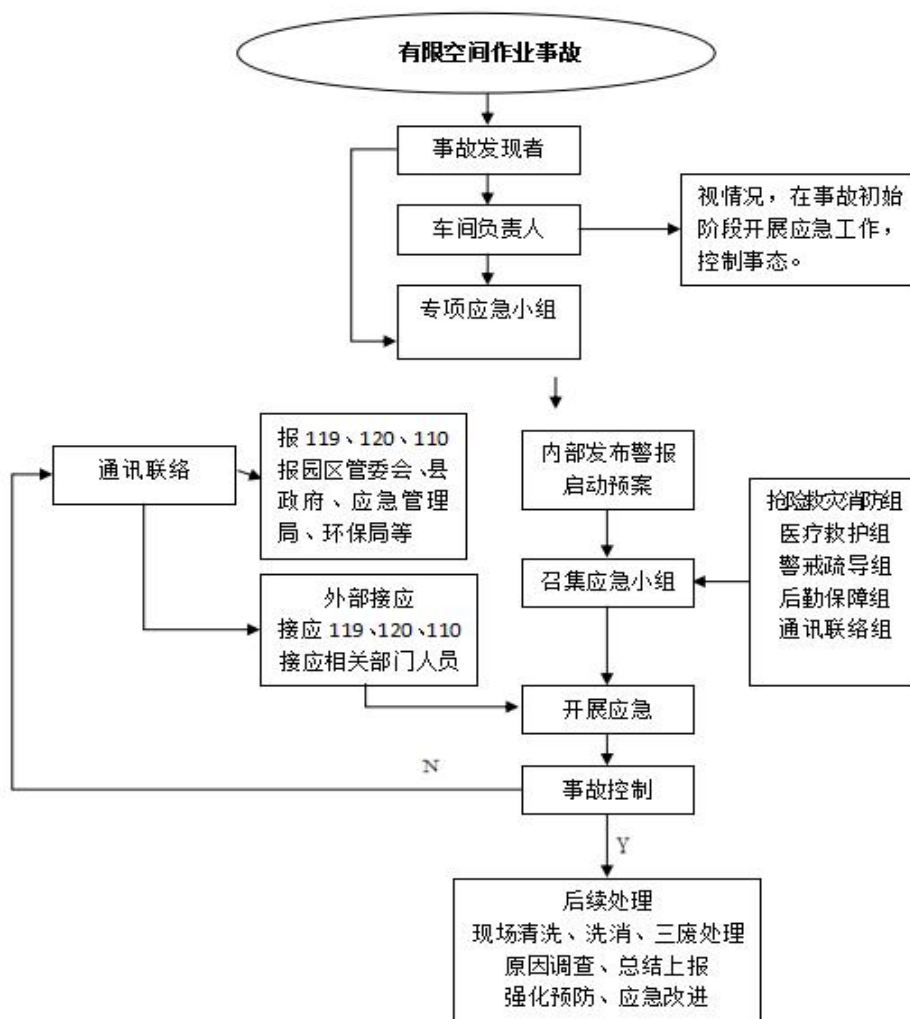 有限空间作业事故
事故发现者
车间负责人
视情况，在事故初始
阶段开展应急工作，
控制事态。
专项应急小组
通讯联络
报 119、120、110
报园区管委会、县
政府、应急管理
局、环保局等
内部发布警报
启动预案
抢险救灾消防组
医疗救护组
警戒疏导组
后勤保障组
通讯联络组
召集应急小组
外部接应
接应 119、120、110
接应相关部门人员
开展应急
N
事故控制
Y
后续处理
现场清洗、洗消、三废处理
原因调查、总结上报
强化预防、应急改进